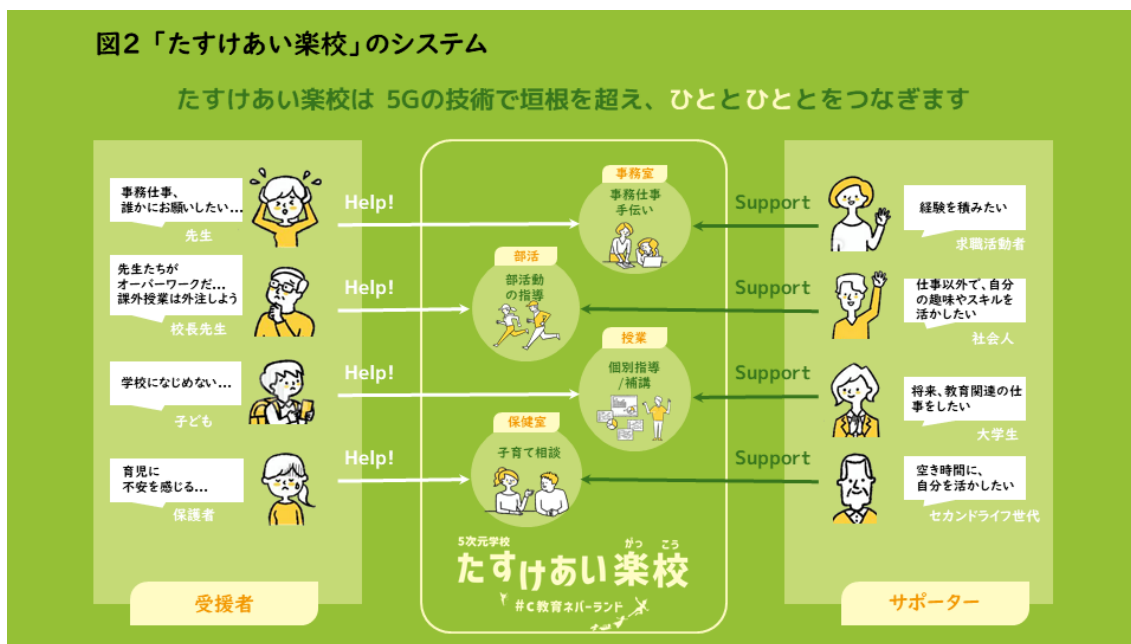 図2 「たすけあい楽校」のシステム
たすけあい楽校は 5Gの技術で垣根を超え、ひととひととをつなぎます
事務仕事、
誰かにお願いしたい…
先生
先生たちが
オーバーワークだ…
課外授業は外注しよう
校長先生
学校になじめない…
子ども
育児に
不安を感じる…
保護者
受援者
Help!
Help!
Help!
Help!
事務室
事務仕事
手伝い
部活
部活動
の指導
授業
個別指導
/補講
保健室
子育て相談
5次元学校
がっ こう
たすけあい楽校
#c教育ネバーランド
Support
Support
Support
Support
経験を積みたい
求職活動者
仕事以外で、自分
の趣味やスキルを
活かしたい
社会人
将来、教育関連の仕
事をしたい
大学生
空き時間に、
自分を活かしたい
セカンドライフ世代
サポーター